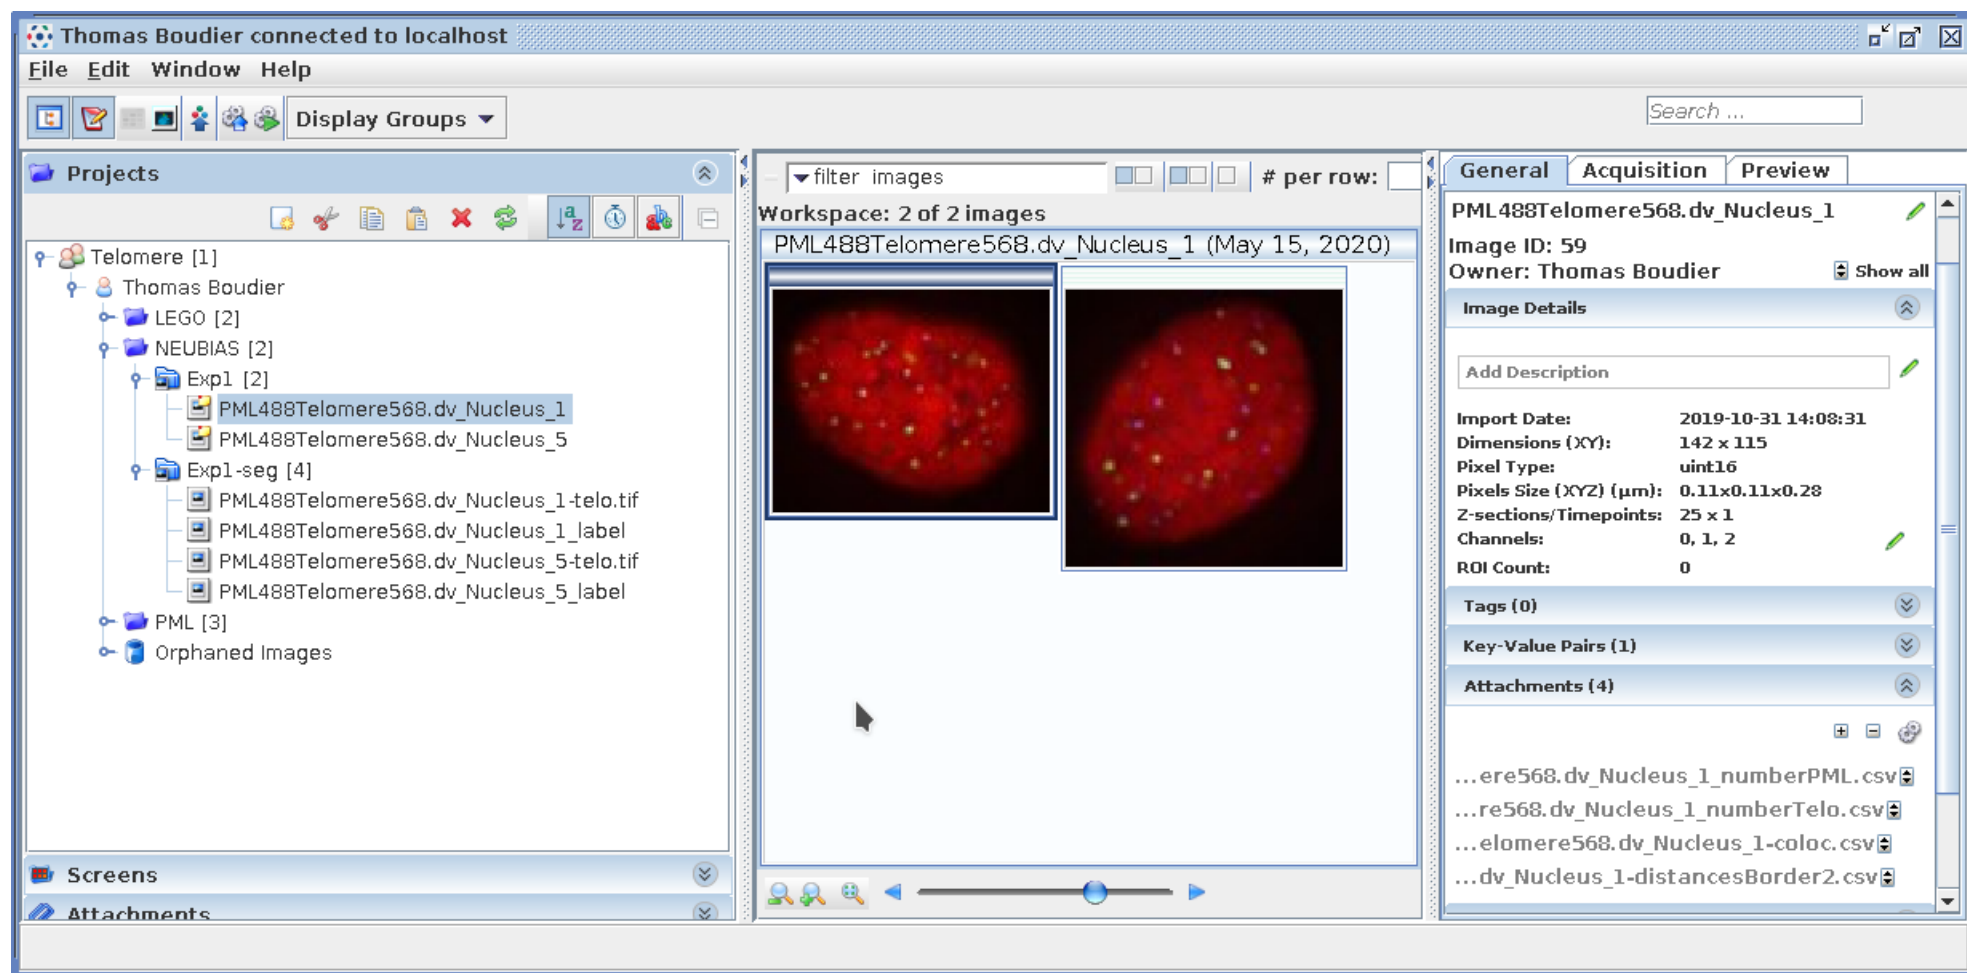 Thomas Boudier connected to localhost
File Edit Window Help
Display Groups
Search ...
Projects
Telomere [1]
Thomas Boudier
LEGO [2]
NEUBIAS [2]
Exp1 [2]
PML488Telomere568.dv_Nucleus_1
PML488Telomere568.dv_Nucleus_5
Exp1-seg [4]
PML488Telomere568.dv_Nucleus_1-telo.tif
PML488Telomere568.dv_Nucleus_1_label
PML488Telomere568.dv_Nucleus_5-telo.tif
PML488Telomere568.dv_Nucleus_5_label
PML [3]
Orphaned Images
Screens
Attachments
filter images
# per row:
Workspace: 2 of 2 images
PML488Telomere568.dv_Nucleus_1 (May 15, 2020)
General Acquisition Preview
PML488Telomere568.dv_Nucleus_1
Image ID: 59
Owner: Thomas Boudier Show all
Image Details
Add Description
Import Date: 2019-10-31 14:08:31
Dimensions (XY): 142 x 115
Pixel Type: uint16
Pixels Size (XYZ) (µm): 0.11x0.11x0.28
Z-sections/Timepoints: 25 x 1
Channels: 0, 1, 2
ROI Count: 0
Tags (0)
Key-Value Pairs (1)
Attachments (4)
...ere568.dv_Nucleus_1_numberPML.csv
...re568.dv_Nucleus_1_numberTelo.csv
...elomere568.dv_Nucleus_1-coloc.csv
...dv_Nucleus_1-distancesBorder2.csv